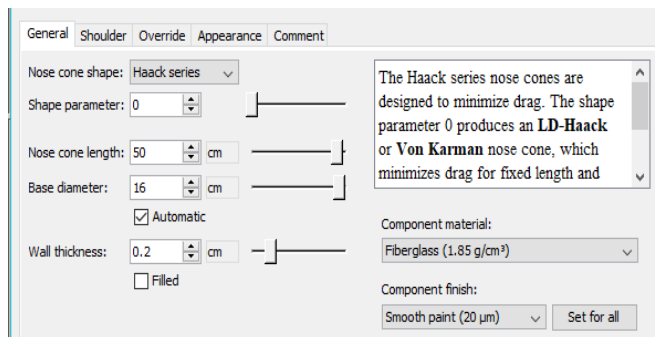 General Shoulder Override Appearance Comment
Nose cone shape: Haack series
Shape parameter: 0
Nose cone length: 50 cm
Base diameter: 16 cm
Automatic
Wall thickness: 0.2 cm
Filled
The Haack series nose cones are
designed to minimize drag. The shape
parameter 0 produces an LD-Haack
or Von Karman nose cone, which
minimizes drag for fixed length and
Component material:
Fiberglass (1.85 g/cm³)
Component finish:
Smooth paint (20 μm) Set for all